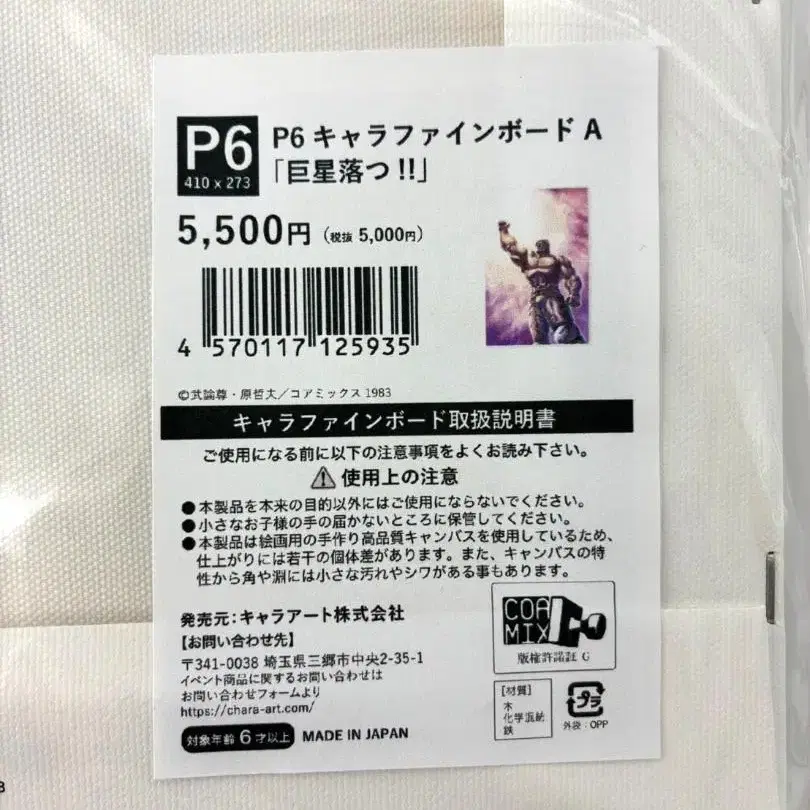 P6
410 x 273
P6 キャラファインボード A
「巨星落つ!!」
5,500円 (税抜 5,000円)
4 570117 125935
©武論尊・原哲夫／コアミックス 1983
キャラファインボード取扱説明書
ご使用になる前に以下の注意事項をよくお読み下さい。
使用上の注意
●本製品を本来の目的以外にはご使用にならないでください。
●小さなお子様の手の届かないところに保管してください。
●本製品は絵画用の手作り高品質キャンバスを使用しているため、
仕上がりには若干の個体差があります。また、キャンバスの特
性から角や淵には小さな汚れやシワがある事もあります。
発売元：キャラアート株式会社
【お問い合わせ先】
〒341-0038 埼玉県三郷市中央2-35-1
イベント商品に関するお問い合わせは
お問い合わせフォームより
https://chara-art.com/
対象年齢 6 才以上 MADE IN JAPAN
COA
MIX
版権許諾証 G
[材質]
木
化学混紡
鉄
プラ
外袋：OPP